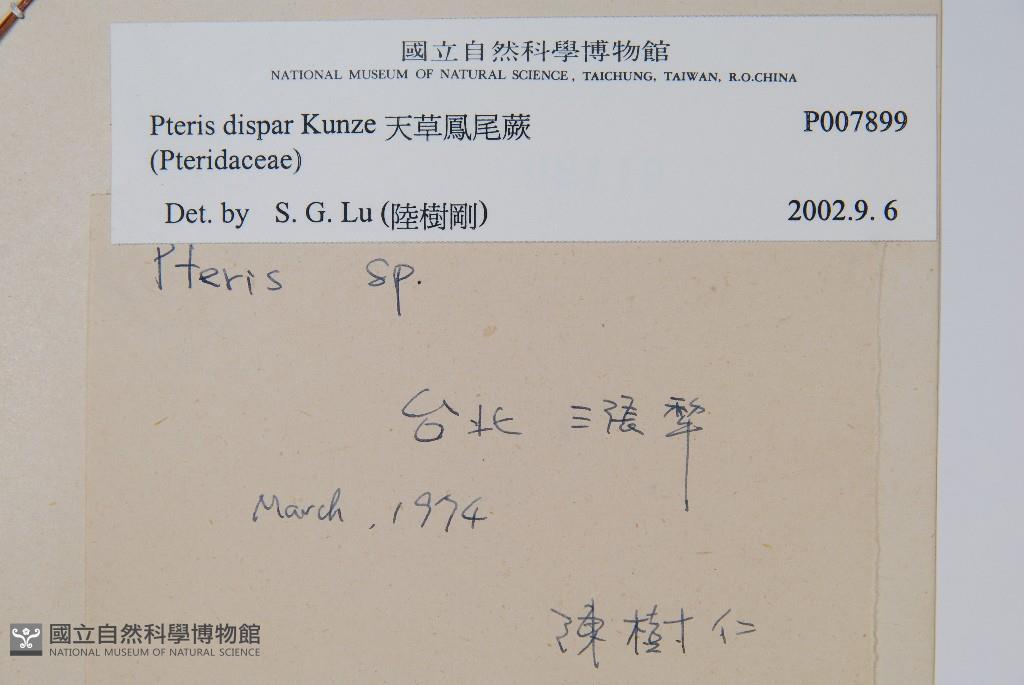 國立自然科學博物館
NATIONAL MUSEUM OF NATURAL SCIENCE, TAICHUNG, TAIWAN, R.O.CHINA
Pteris dispar Kunze 天草鳳尾蕨 P007899
(Pteridaceae)
Det. by S. G. Lu (陸樹剛) 2002.9. 6
Pteris sp.
台北 三張犂
March, 1974
陳樹仁
國立自然科學博物館
NATIONAL MUSEUM OF NATURAL SCIENCE